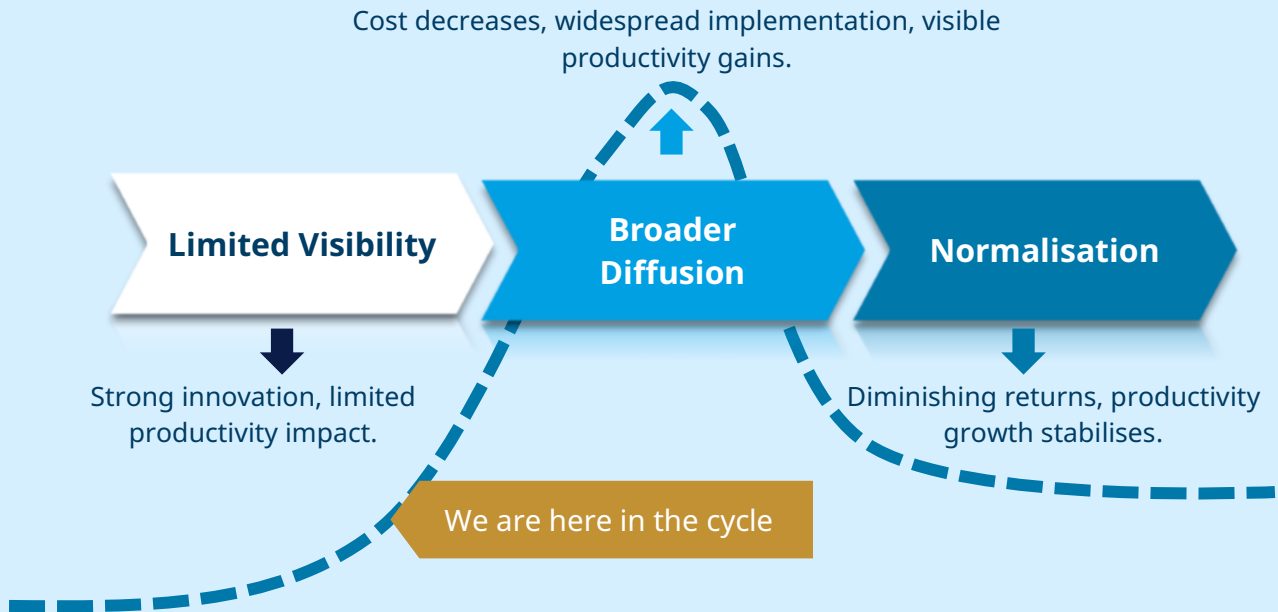 Cost decreases, widespread implementation, visible
productivity gains.
Limited Visibility
Broader
Diffusion
Normalisation
Strong innovation, limited
productivity impact.
Diminishing returns, productivity
growth stabilises.
We are here in the cycle